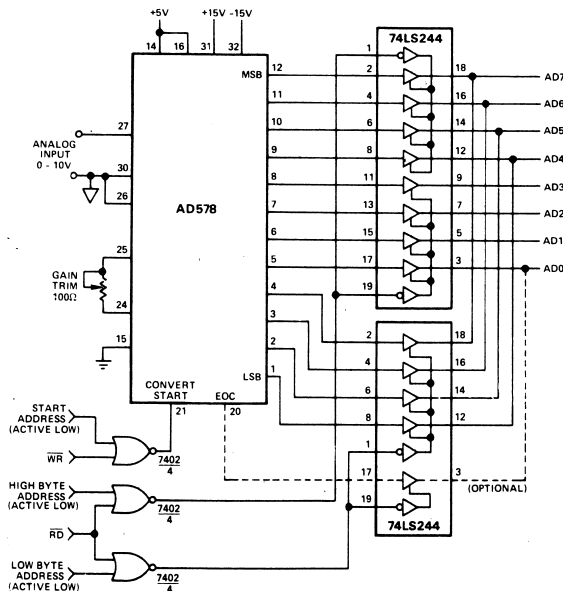 +5V
+15V -15V
14
16
31
32
74LS244
1
MSB
12
2
18
AD7
11
4
16
AD6
10
6
14
AD5
9
8
12
AD4
27
ANALOG
INPUT
0 - 10V
30
26
8
11
9
AD3
AD578
7
13
7
AD2
6
15
5
AD1
5
17
3
AD0
25
GAIN
TRIM
100Ω
24
4
19
3
2
18
15
2
4
16
LSB
1
6
14
CONVERT
START
EOC
21
20
8
12
START
ADDRESS
(ACTIVE LOW)
WR
7402
4
1
HIGH BYTE
ADDRESS
(ACTIVE LOW)
7402
4
17
3
(OPTIONAL)
19
RD
74LS244
LOW BYTE
ADDRESS
(ACTIVE LOW)
7402
4